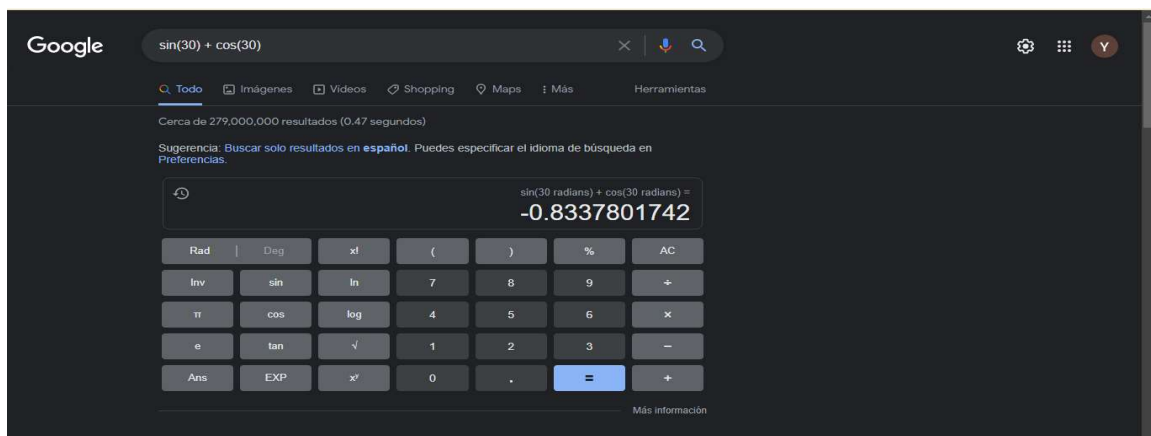 Google
sin(30) + cos(30)
Y
Todo Imágenes Videos Shopping Maps Más Herramientas
Cerca de 279,000,000 resultados (0.47 segundos)
Sugerencia: Buscar solo resultados en español. Puedes especificar el idioma de búsqueda en
Preferencias.
sin(30 radians) + cos(30 radians) =
-0.8337801742
Rad | Deg x! ( ) % AC
Inv sin ln 7 8 9 ÷
π cos log 4 5 6 ×
e tan √ 1 2 3 −
Ans EXP xʸ 0 . = +
Más información